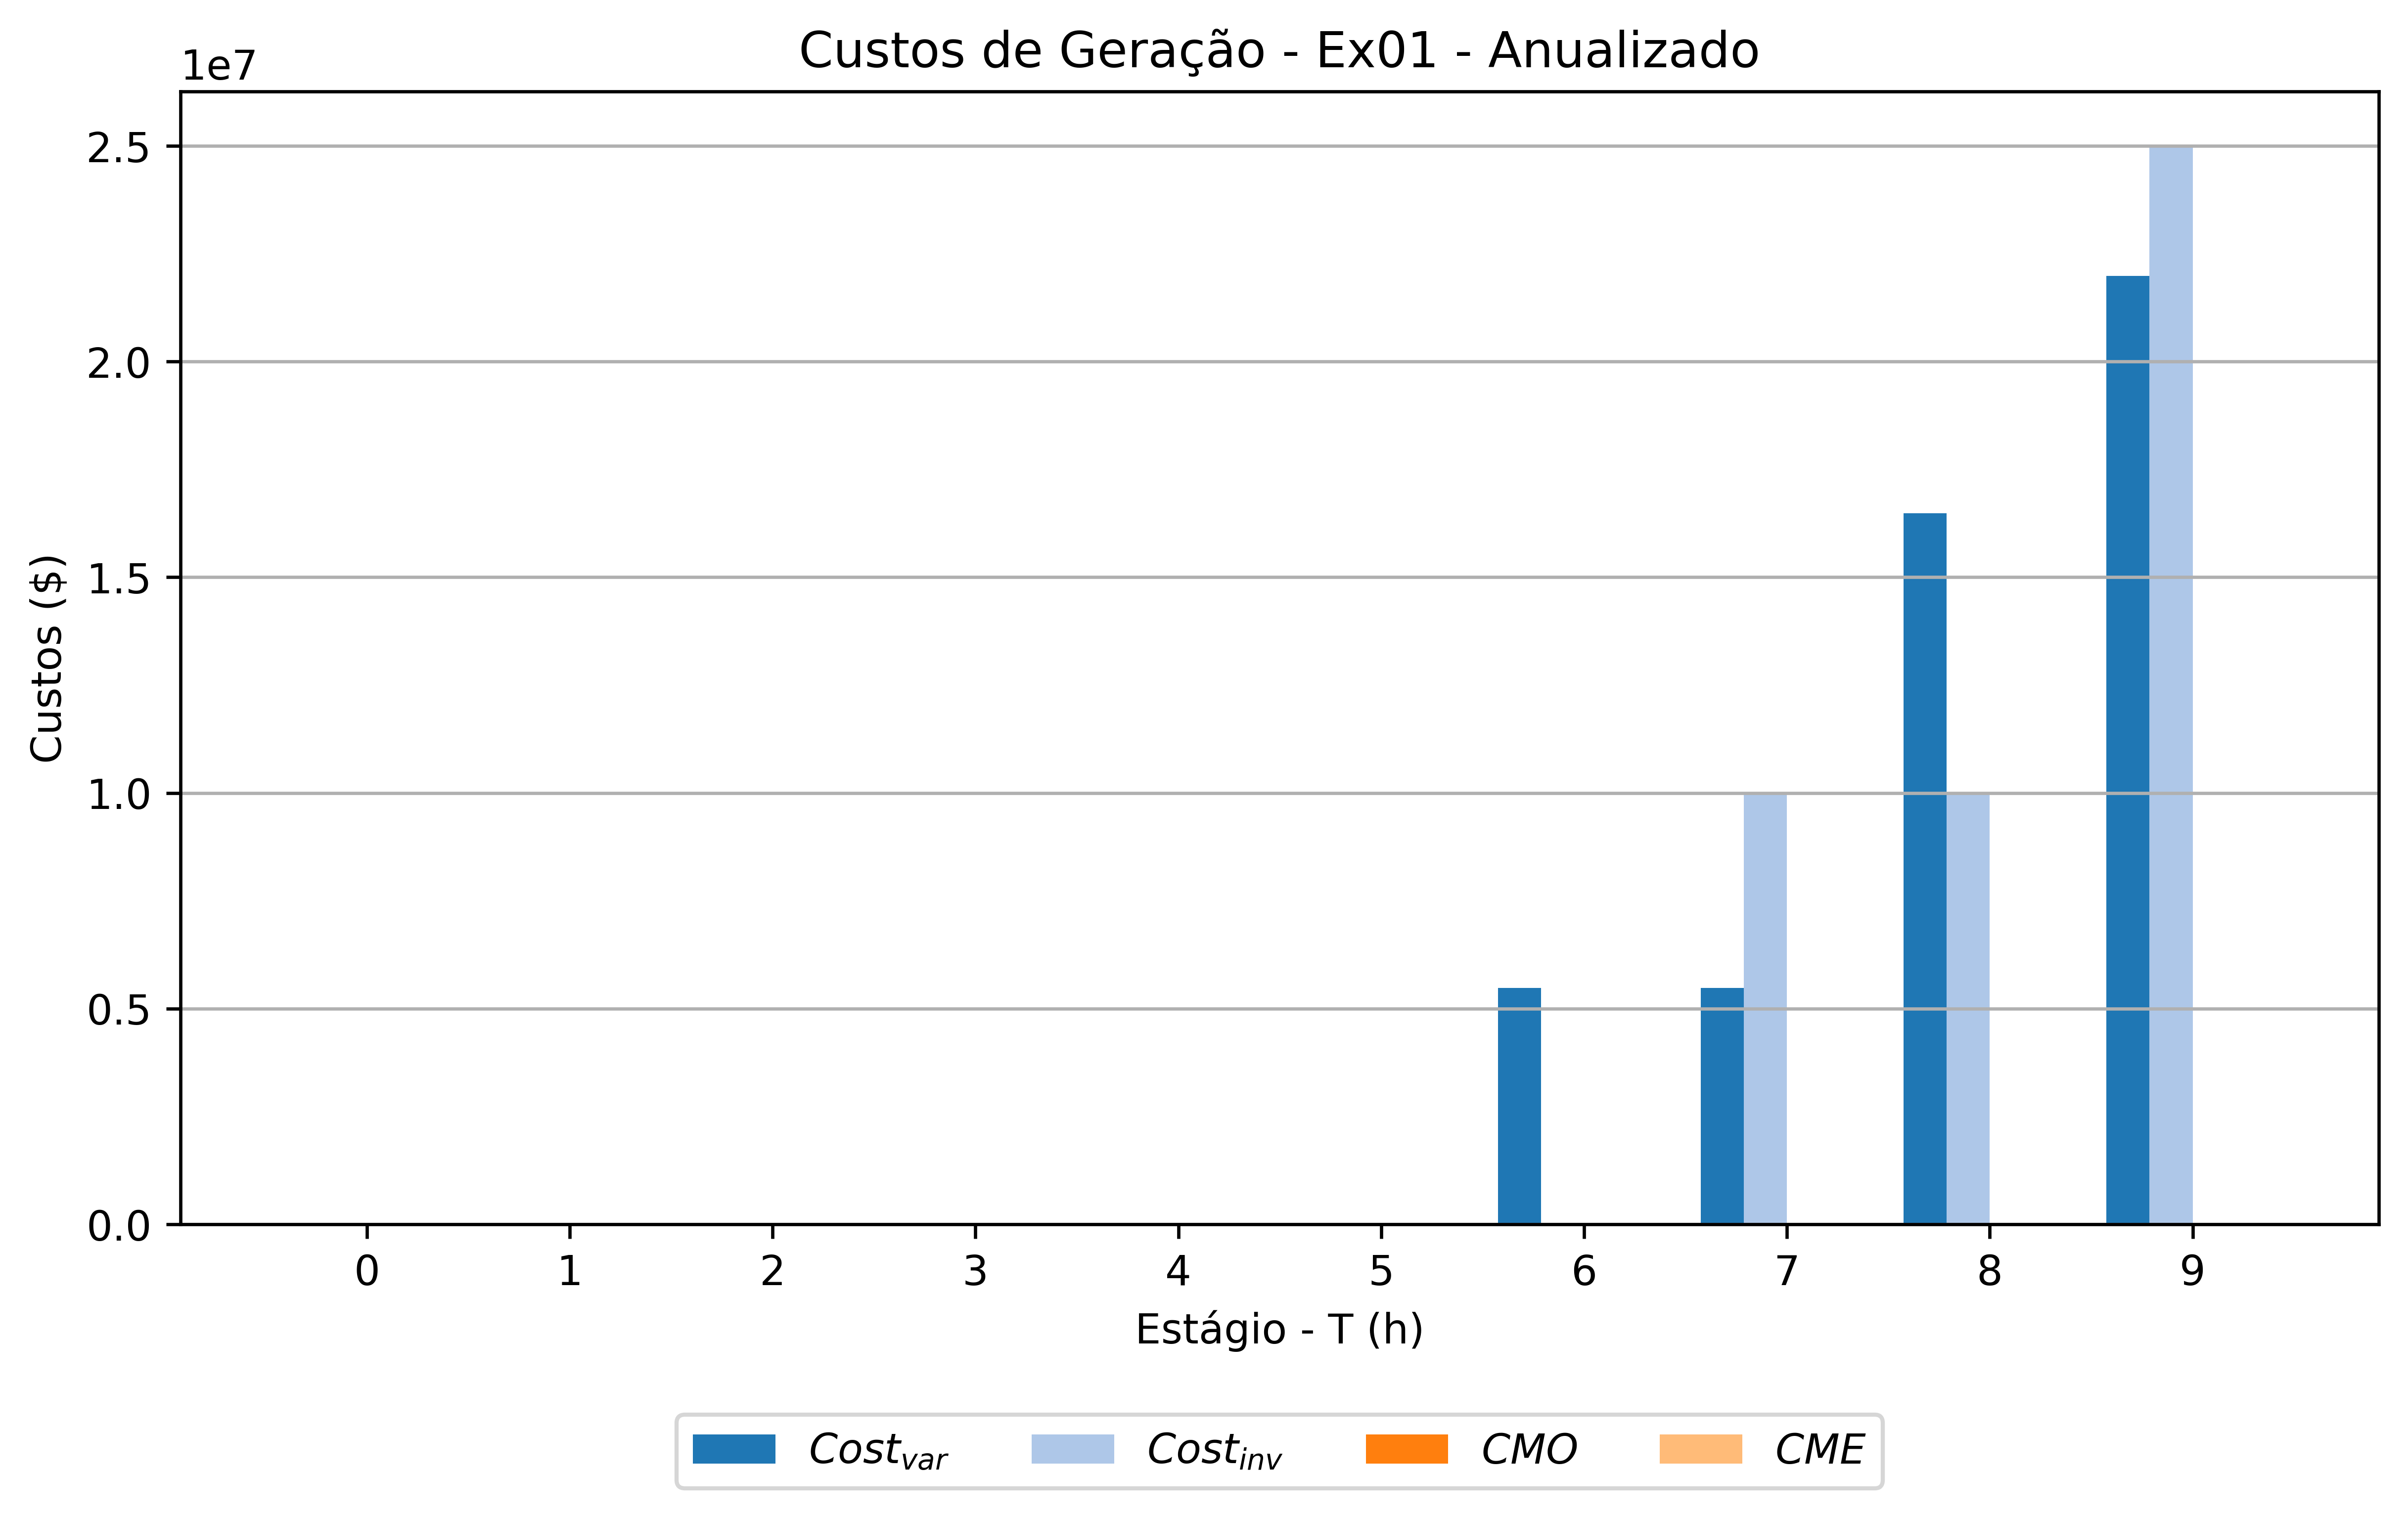 Custos de Geração - Ex01 - Anualizado
1e7
2.5
2.0
1.5
1.0
0.5
0.0
Custos ($)
0 1 2 3 4 5 6 7 8 9
Estágio - T (h)
Cost_var Cost_inv CMO CME